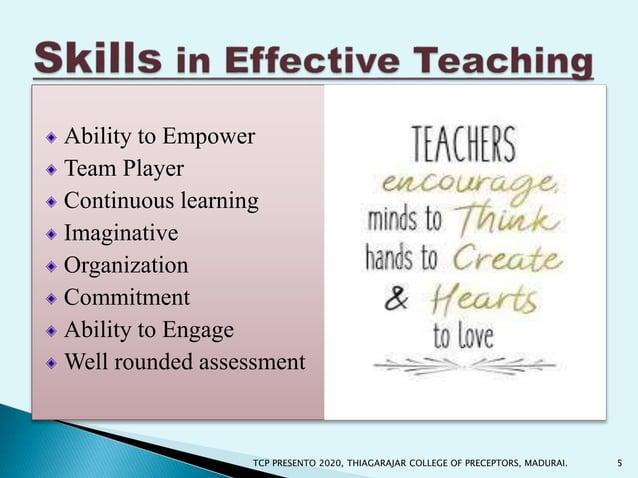 Skills in Effective Teaching
Ability to Empower
Team Player
Continuous learning
Imaginative
Organization
Commitment
Ability to Engage
Well rounded assessment
TEACHERS
encourage,
minds to Think
hands to Create
& Hearts
to love
TCP PRESENTO 2020, THIAGARAJAR COLLEGE OF PRECEPTORS, MADURAI.
5